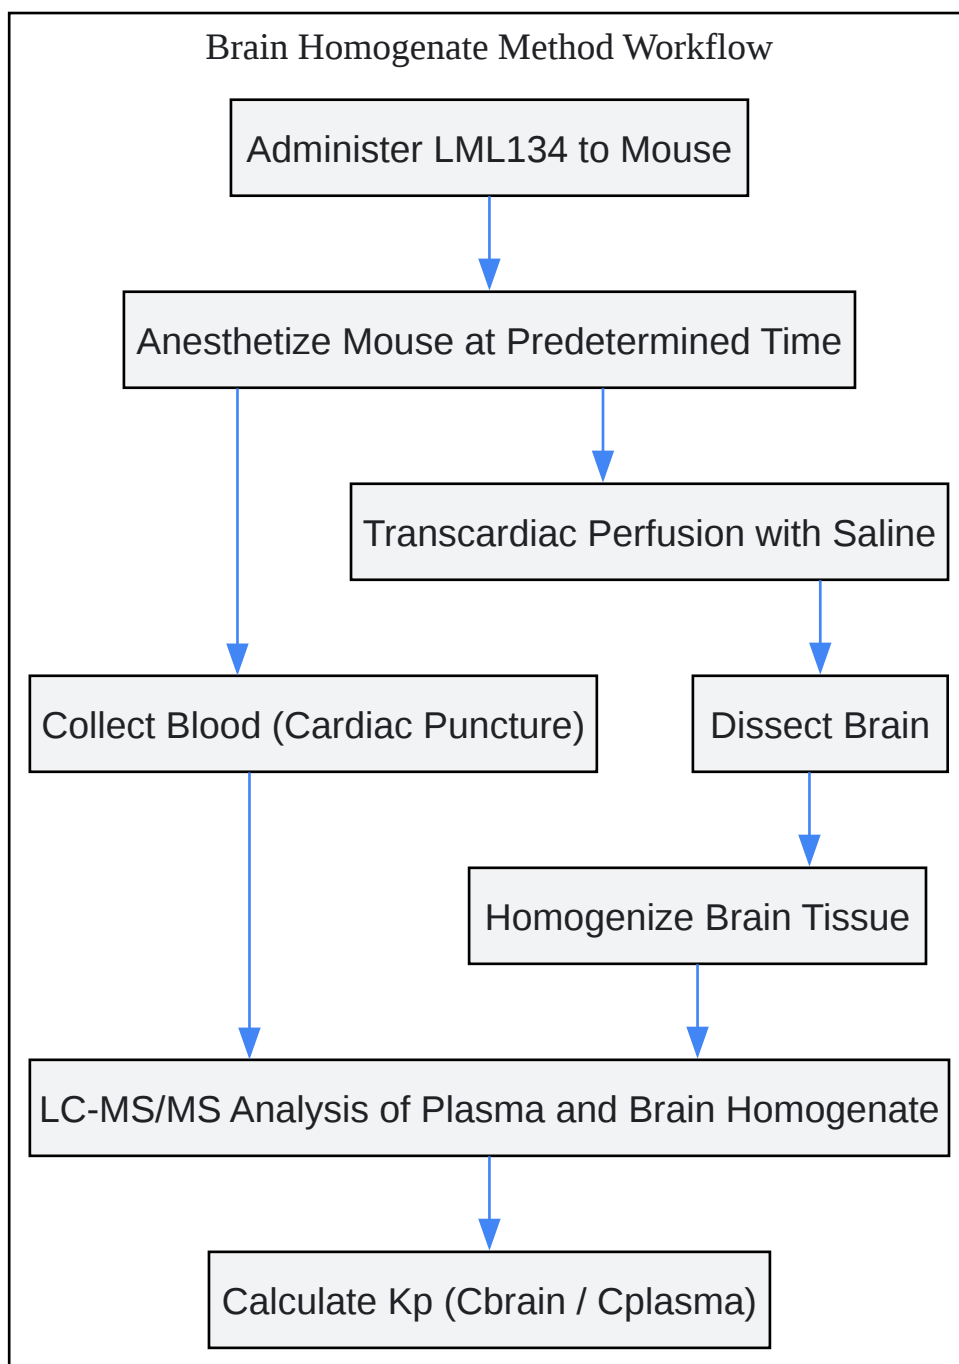 Brain Homogenate Method Workflow
Administer LML134 to Mouse
Anesthetize Mouse at Predetermined Time
Transcardiac Perfusion with Saline
Collect Blood (Cardiac Puncture)
Dissect Brain
Homogenize Brain Tissue
LC-MS/MS Analysis of Plasma and Brain Homogenate
Calculate Kp (Cbrain / Cplasma)